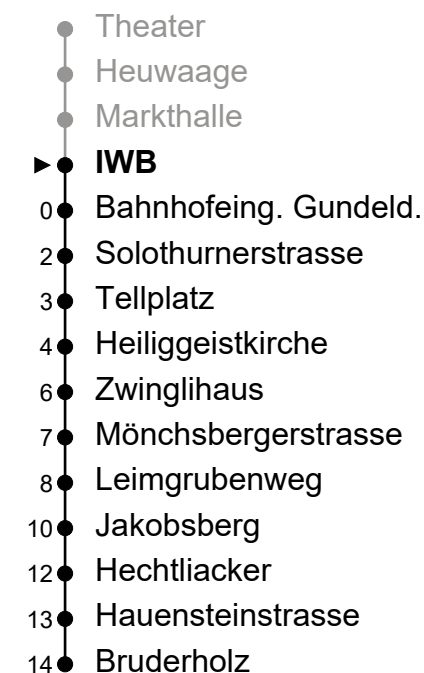 Theater
Heuwaage
Markthalle
► IWB
0 Bahnhofeing. Gundeld.
2 Solothurnerstrasse
3 Tellplatz
4 Heiliggeistkirche
6 Zwinglihaus
7 Mönchsbergerstrasse
8 Leimgrubenweg
10 Jakobsberg
12 Hechtliacker
13 Hauensteinstrasse
14 Bruderholz